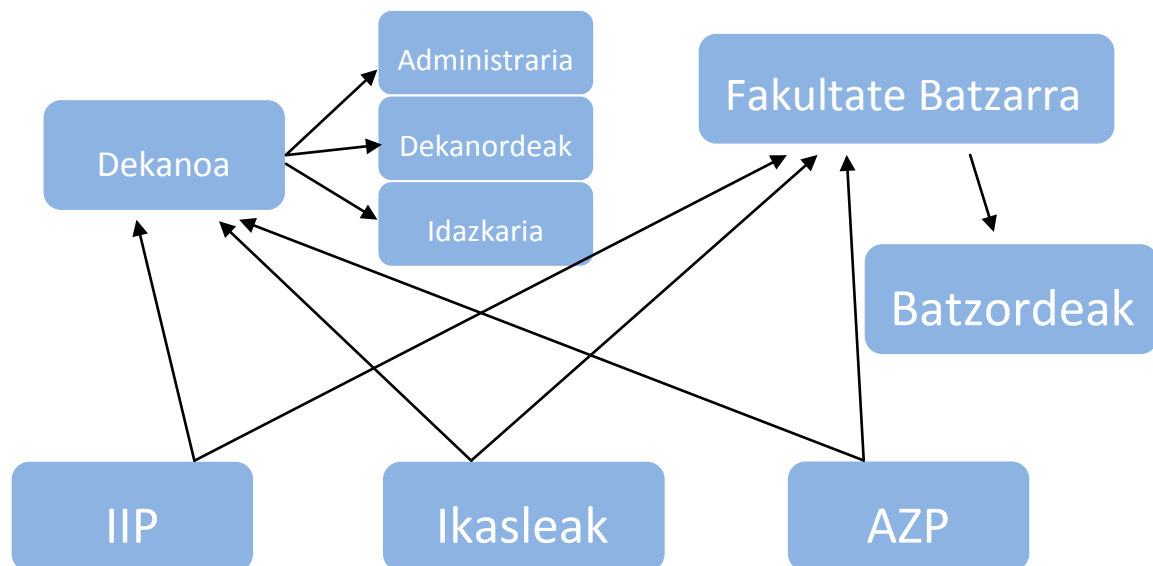 Administraria
Fakultate Batzarra
Dekanoa
Dekanordeak
Idazkaria
Batzordeak
IIP
Ikasleak
AZP